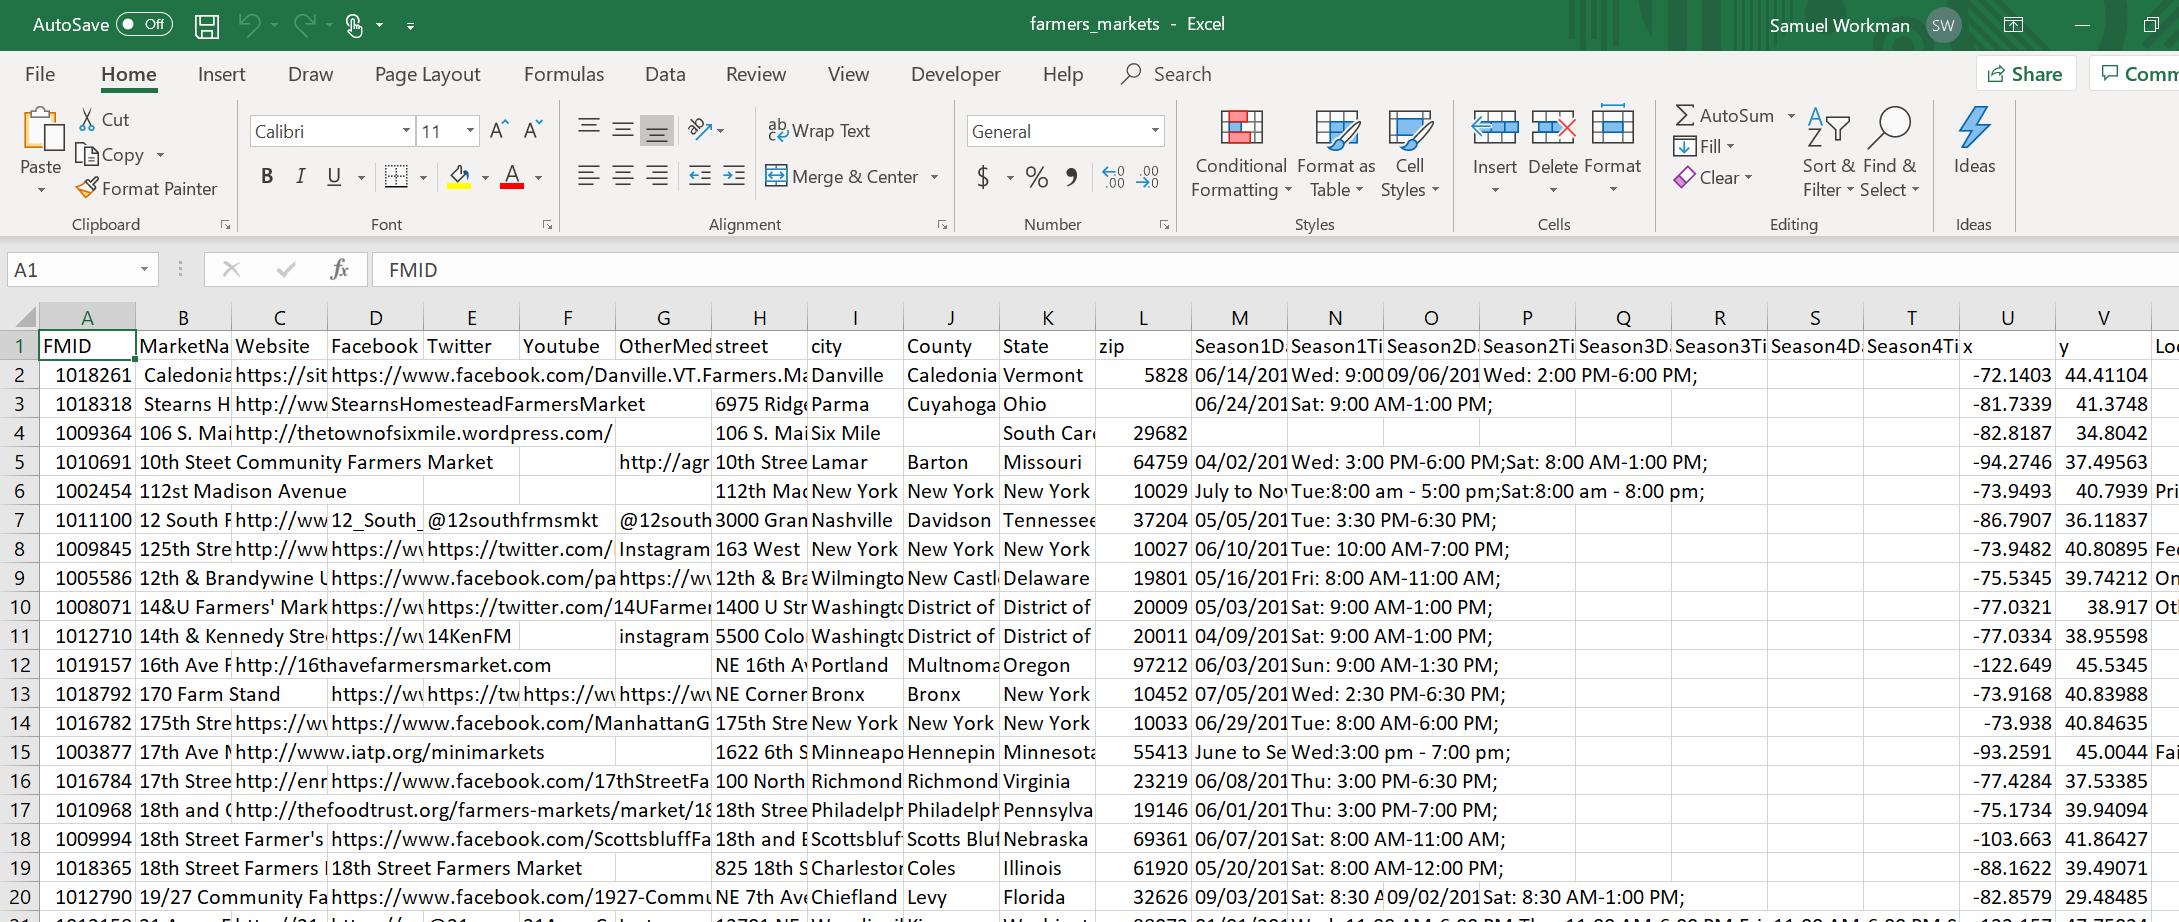 AutoSave Off farmers_markets - Excel Samuel Workman SW
File Home Insert Draw Page Layout Formulas Data Review View Developer Help Search Share Comm
Paste Cut Copy Format Painter Clipboard
Calibri 11 B I U A Font
ab Wrap Text Merge & Center Alignment
General $ % , Number
Conditional Formatting Format as Table Cell Styles Styles
Insert Delete Format Cells
AutoSum Fill Clear Sort & Filter Find & Select Editing
Ideas Ideas
A1 fx FMID
A B C D E F G H I J K L M N O P Q R S T U V
1 FMID MarketNa Website Facebook Twitter Youtube OtherMed street city County State zip Season1Da Season1Ti Season2Da Season2Ti Season3Da Season3Ti Season4Da Season4Ti x y Loc
2 1018261 Caledonia https://sit https://www.facebook.com/Danville.VT.Farmers.Ma Danville Caledonia Vermont 5828 06/14/201 Wed: 9:00 09/06/201 Wed: 2:00 PM-6:00 PM; -72.1403 44.41104
3 1018318 Stearns H http://ww StearnsHomesteadFarmersMarket 6975 Ridge Parma Cuyahoga Ohio 06/24/201 Sat: 9:00 AM-1:00 PM; -81.7339 41.3748
4 1009364 106 S. Mai http://thetownofsixmile.wordpress.com/ 106 S. Mai Six Mile South Caro 29682 -82.8187 34.8042
5 1010691 10th Steet Community Farmers Market http://agr 10th Stree Lamar Barton Missouri 64759 04/02/201 Wed: 3:00 PM-6:00 PM;Sat: 8:00 AM-1:00 PM; -94.2746 37.49563
6 1002454 112st Madison Avenue 112th Mad New York New York New York 10029 July to Nov Tue:8:00 am - 5:00 pm;Sat:8:00 am - 8:00 pm; -73.9493 40.7939 Pri
7 1011100 12 South F http://ww 12_South_ @12southfrmsmkt @12south 3000 Gran Nashville Davidson Tennessee 37204 05/05/201 Tue: 3:30 PM-6:30 PM; -86.7907 36.11837
8 1009845 125th Stre http://ww https://ww https://twitter.com/ Instagram 163 West New York New York New York 10027 06/10/201 Tue: 10:00 AM-7:00 PM; -73.9482 40.80895 Fed
9 1005586 12th & Brandywine U https://www.facebook.com/pa https://ww 12th & Bra Wilmingto New Castle Delaware 19801 05/16/201 Fri: 8:00 AM-11:00 AM; -75.5345 39.74212 On
10 1008071 14&U Farmers' Mark https://ww https://twitter.com/14UFarmer 1400 U Str Washingto District of District of 20009 05/03/201 Sat: 9:00 AM-1:00 PM; -77.0321 38.917 Oth
11 1012710 14th & Kennedy Stre https://ww 14KenFM instagram 5500 Colo Washingto District of District of 20011 04/09/201 Sat: 9:00 AM-1:00 PM; -77.0334 38.95598
12 1019157 16th Ave F http://16thavefarmersmarket.com NE 16th Av Portland Multnoma Oregon 97212 06/03/201 Sun: 9:00 AM-1:30 PM; -122.649 45.5345
13 1018792 170 Farm Stand https://ww https://tw https://ww https://ww NE Corner Bronx Bronx New York 10452 07/05/201 Wed: 2:30 PM-6:30 PM; -73.9168 40.83988
14 1016782 175th Stre https://ww https://www.facebook.com/ManhattanG 175th Stre New York New York New York 10033 06/29/201 Tue: 8:00 AM-6:00 PM; -73.938 40.84635
15 1003877 17th Ave M http://www.iatp.org/minimarkets 1622 6th S Minneapo Hennepin Minnesota 55413 June to Se Wed:3:00 pm - 7:00 pm; -93.2591 45.0044 Fai
16 1016784 17th Stree http://enr https://www.facebook.com/17thStreetFa 100 North Richmond Richmond Virginia 23219 06/08/201 Thu: 3:00 PM-6:30 PM; -77.4284 37.53385
17 1010968 18th and C http://thefoodtrust.org/farmers-markets/market/18 18th Stree Philadelph Philadelph Pennsylva 19146 06/01/201 Thu: 3:00 PM-7:00 PM; -75.1734 39.94094
18 1009994 18th Street Farmer's https://www.facebook.com/ScottsbluffFa 18th and B Scottsbluff Scotts Bluf Nebraska 69361 06/07/201 Sat: 8:00 AM-11:00 AM; -103.663 41.86427
19 1018365 18th Street Farmers 18th Street Farmers Market 825 18th S Charleston Coles Illinois 61920 05/20/201 Sat: 8:00 AM-12:00 PM; -88.1622 39.49071
20 1012790 19/27 Community Fa https://www.facebook.com/1927-Commu NE 7th Ave Chiefland Levy Florida 32626 09/03/201 Sat: 8:30 A 09/02/201 Sat: 8:30 AM-1:00 PM; -82.8579 29.48485